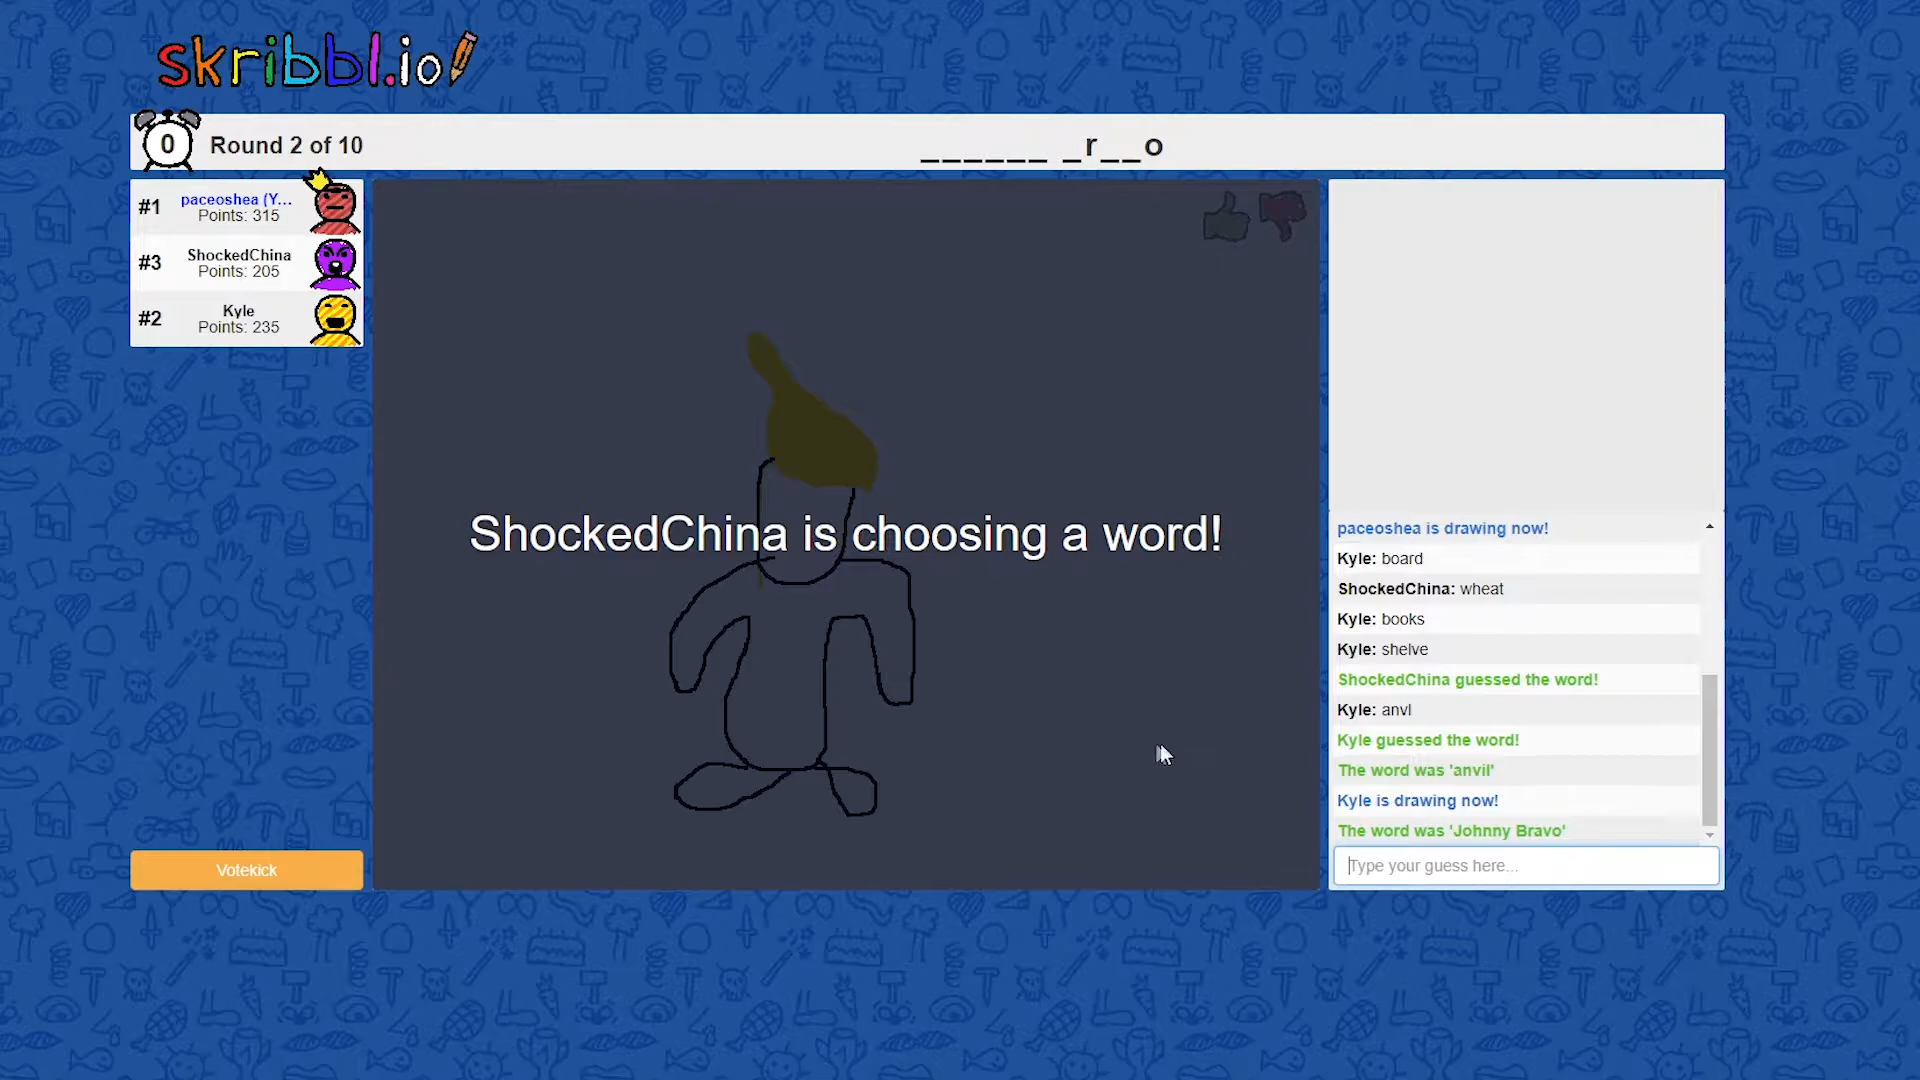 skribbl.io
0
Round 2 of 10
______ _r__o
#1
paceoshea (Y...
Points: 315
#3
ShockedChina
Points: 205
#2
Kyle
Points: 235
ShockedChina is choosing a word!
Votekick
paceoshea is drawing now!
Kyle: board
ShockedChina: wheat
Kyle: books
Kyle: shelve
ShockedChina guessed the word!
Kyle: anvl
Kyle guessed the word!
The word was 'anvil'
Kyle is drawing now!
The word was 'Johnny Bravo'
Type your guess here...